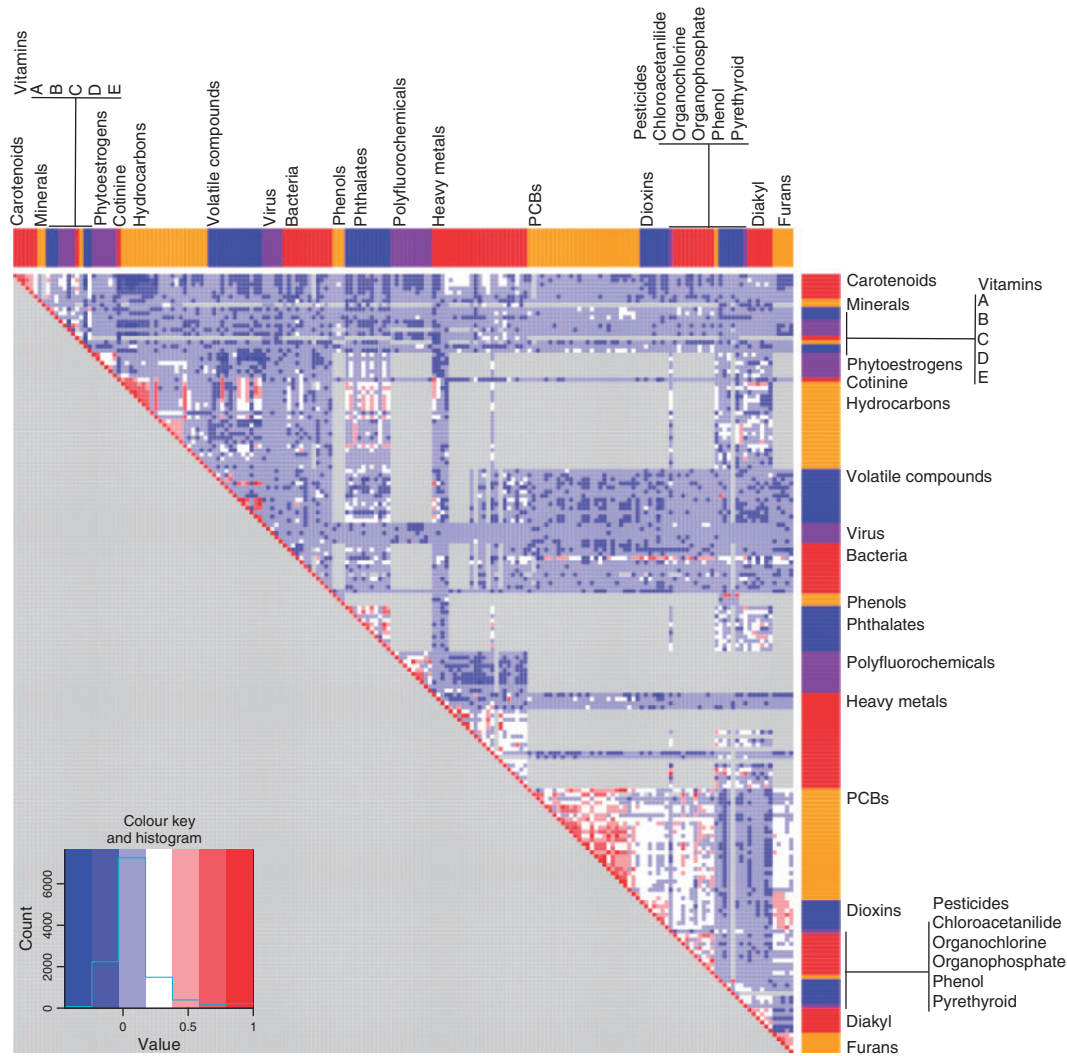 Vitamins
A
B
C
D
E
Carotenoids
Minerals
Phytoestrogens
Cotinine
Hydrocarbons
Volatile compounds
Virus
Bacteria
Phenols
Phthalates
Polyfluorochemicals
Heavy metals
PCBs
Dioxins
Pesticides
Chloroacetanilide
Organochlorine
Organophosphate
Phenol
Pyrethyroid
Diakyl
Furans
Carotenoids
Minerals
Vitamins
A
B
C
D
E
Phytoestrogens
Cotinine
Hydrocarbons
Volatile compounds
Virus
Bacteria
Phenols
Phthalates
Polyfluorochemicals
Heavy metals
PCBs
Dioxins
Pesticides
Chloroacetanilide
Organochlorine
Organophosphate
Phenol
Pyrethyroid
Diakyl
Furans
Colour key
and histogram
Count
0
2000
4000
6000
0
0.5
1
Value